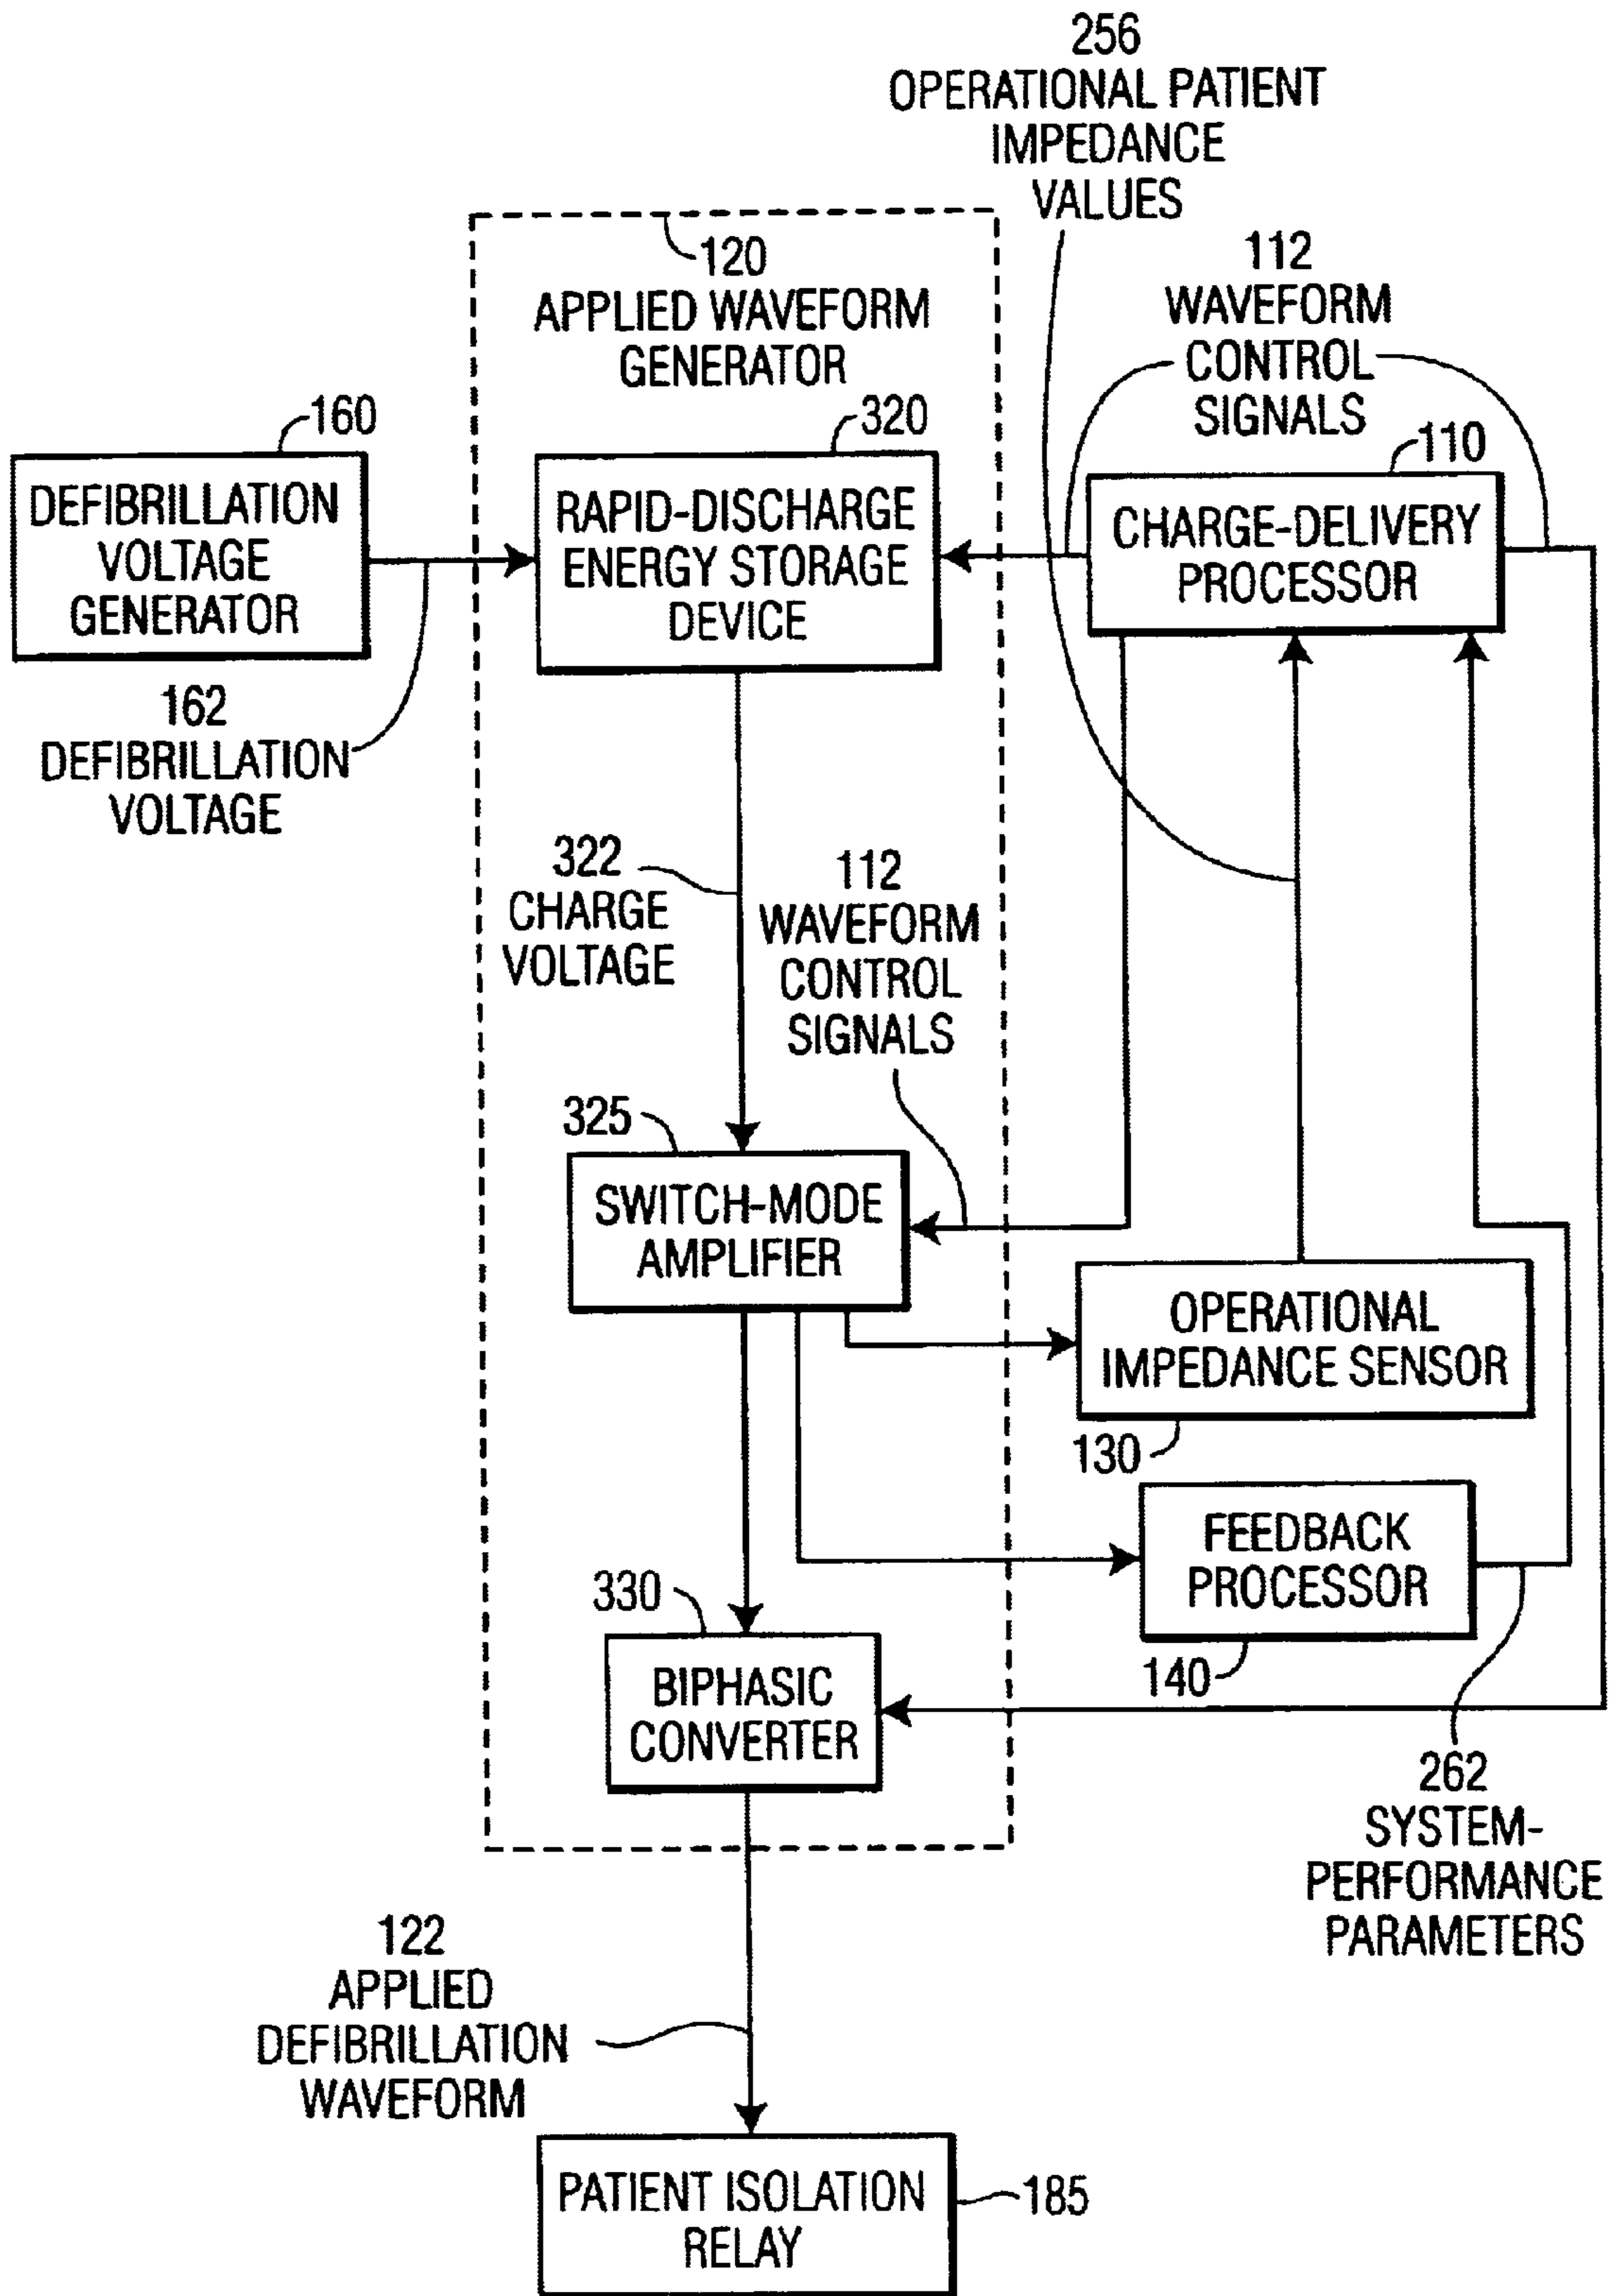 256
OPERATIONAL PATIENT
IMPEDANCE
VALUES
120
APPLIED WAVEFORM
GENERATOR
112
WAVEFORM
CONTROL
SIGNALS
160
DEFIBRILLATION
VOLTAGE
GENERATOR
320
RAPID-DISCHARGE
ENERGY STORAGE
DEVICE
110
CHARGE-DELIVERY
PROCESSOR
162
DEFIBRILLATION
VOLTAGE
322
CHARGE
VOLTAGE
112
WAVEFORM
CONTROL
SIGNALS
325
SWITCH-MODE
AMPLIFIER
OPERATIONAL
IMPEDANCE SENSOR
130
FEEDBACK
PROCESSOR
140
330
BIPHASIC
CONVERTER
262
SYSTEM-
PERFORMANCE
PARAMETERS
122
APPLIED
DEFIBRILLATION
WAVEFORM
PATIENT ISOLATION
RELAY
185